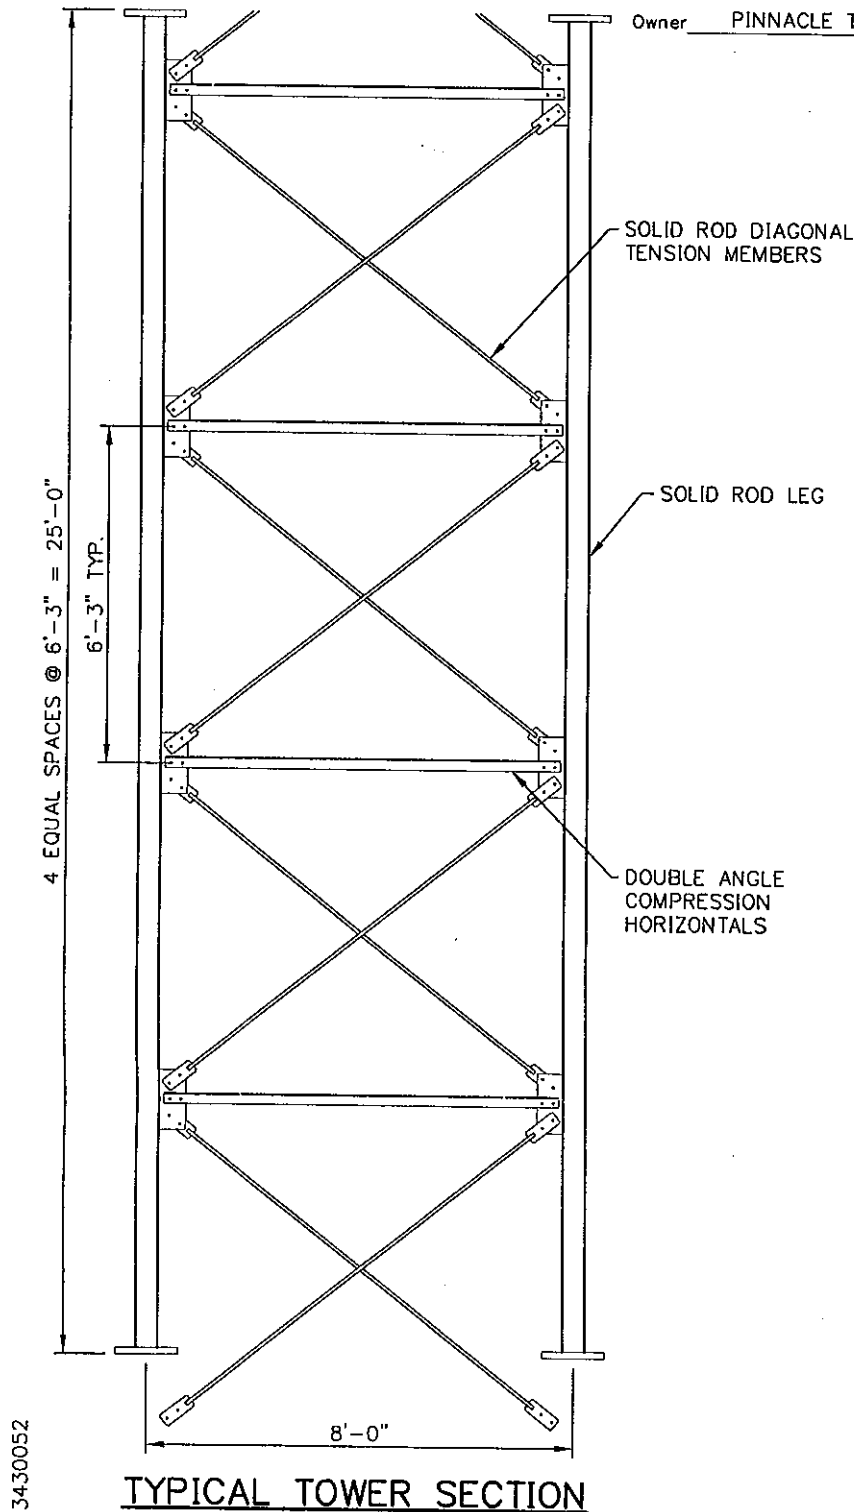 Owner PINNACLE T
SOLID ROD DIAGONAL
TENSION MEMBERS
SOLID ROD LEG
4 EQUAL SPACES @ 6'-3" = 25'-0"
6'-3" TYP.
DOUBLE ANGLE
COMPRESSION
HORIZONTALS
8'-0"
3430052
TYPICAL TOWER SECTION